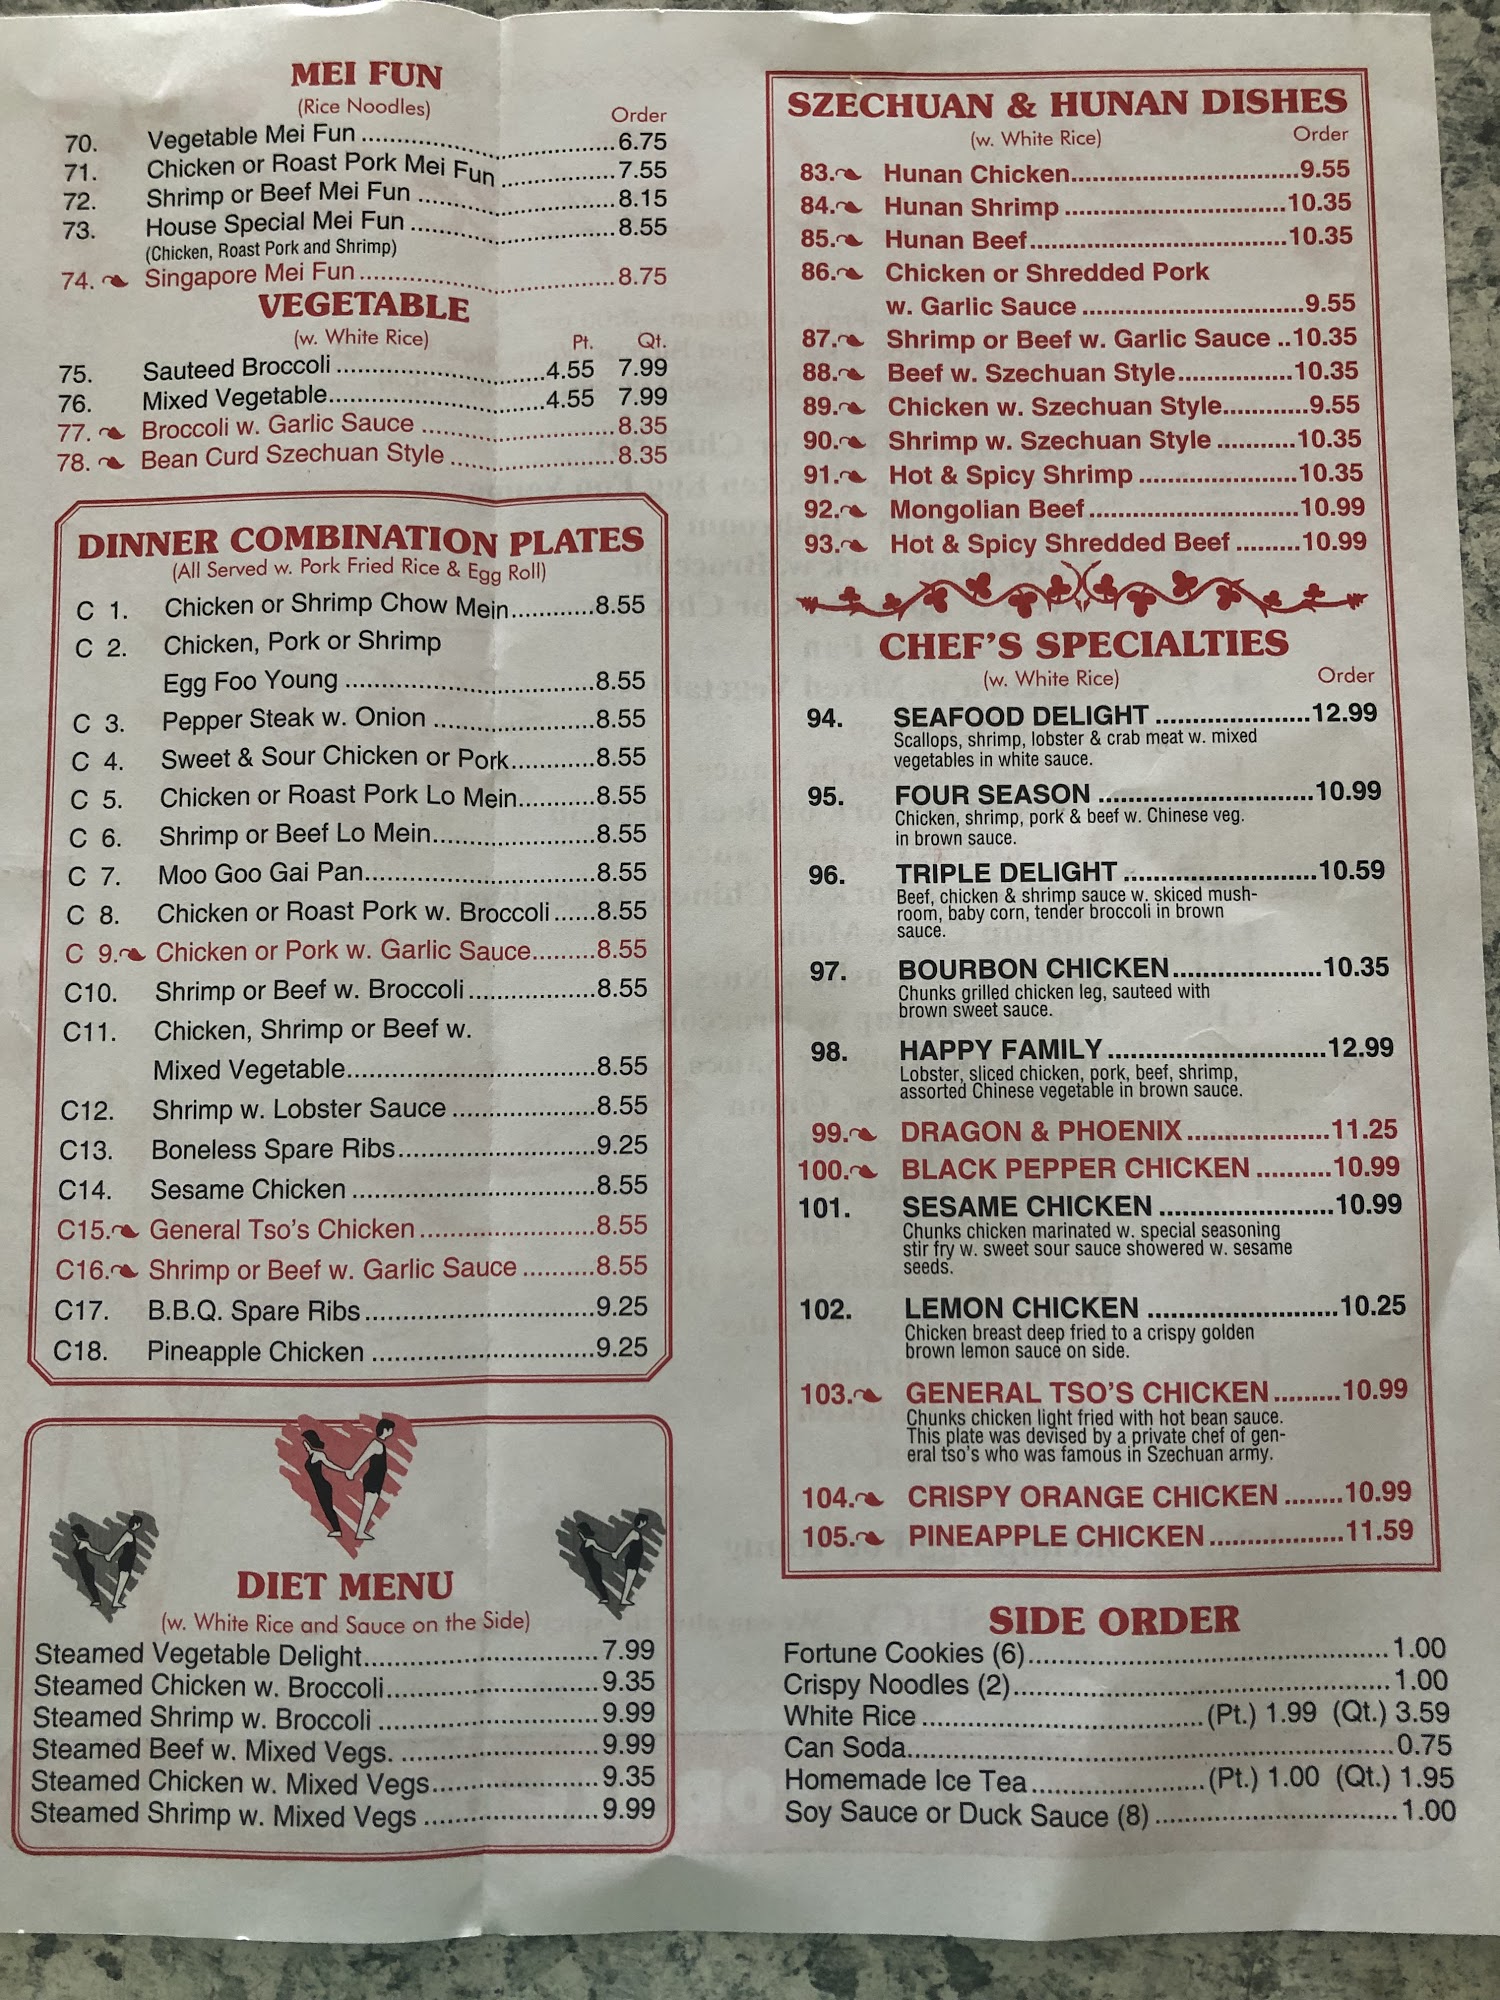 MEI FUN
(Rice Noodles)
Order
70. Vegetable Mei Fun 6.75
71. Chicken or Roast Pork Mei Fun 7.55
72. Shrimp or Beef Mei Fun 8.15
73. House Special Mei Fun 8.55
(Chicken, Roast Pork and Shrimp)
74. Singapore Mei Fun 8.75
VEGETABLE
(w. White Rice) Pt. Qt.
75. Sauteed Broccoli 4.55 7.99
76. Mixed Vegetable 4.55 7.99
77. Broccoli w. Garlic Sauce 8.35
78. Bean Curd Szechuan Style 8.35
DINNER COMBINATION PLATES
(All Served w. Pork Fried Rice & Egg Roll)
C 1. Chicken or Shrimp Chow Mein 8.55
C 2. Chicken, Pork or Shrimp
Egg Foo Young 8.55
C 3. Pepper Steak w. Onion 8.55
C 4. Sweet & Sour Chicken or Pork 8.55
C 5. Chicken or Roast Pork Lo Mein 8.55
C 6. Shrimp or Beef Lo Mein 8.55
C 7. Moo Goo Gai Pan 8.55
C 8. Chicken or Roast Pork w. Broccoli 8.55
C 9. Chicken or Pork w. Garlic Sauce 8.55
C10. Shrimp or Beef w. Broccoli 8.55
C11. Chicken, Shrimp or Beef w.
Mixed Vegetable 8.55
C12. Shrimp w. Lobster Sauce 8.55
C13. Boneless Spare Ribs 9.25
C14. Sesame Chicken 8.55
C15. General Tso's Chicken 8.55
C16. Shrimp or Beef w. Garlic Sauce 8.55
C17. B.B.Q. Spare Ribs 9.25
C18. Pineapple Chicken 9.25
DIET MENU
(w. White Rice and Sauce on the Side)
Steamed Vegetable Delight 7.99
Steamed Chicken w. Broccoli 9.35
Steamed Shrimp w. Broccoli 9.99
Steamed Beef w. Mixed Vegs. 9.99
Steamed Chicken w. Mixed Vegs 9.35
Steamed Shrimp w. Mixed Vegs 9.99
SZECHUAN & HUNAN DISHES
(w. White Rice) Order
83. Hunan Chicken 9.55
84. Hunan Shrimp 10.35
85. Hunan Beef 10.35
86. Chicken or Shredded Pork
w. Garlic Sauce 9.55
87. Shrimp or Beef w. Garlic Sauce 10.35
88. Beef w. Szechuan Style 10.35
89. Chicken w. Szechuan Style 9.55
90. Shrimp w. Szechuan Style 10.35
91. Hot & Spicy Shrimp 10.35
92. Mongolian Beef 10.99
93. Hot & Spicy Shredded Beef 10.99
CHEF'S SPECIALTIES
(w. White Rice) Order
94. SEAFOOD DELIGHT 12.99
Scallops, shrimp, lobster & crab meat w. mixed
vegetables in white sauce.
95. FOUR SEASON 10.99
Chicken, shrimp, pork & beef w. Chinese veg.
in brown sauce.
96. TRIPLE DELIGHT 10.59
Beef, chicken & shrimp sauce w. skiced mush-
room, baby corn, tender broccoli in brown
sauce.
97. BOURBON CHICKEN 10.35
Chunks grilled chicken leg, sauteed with
brown sweet sauce.
98. HAPPY FAMILY 12.99
Lobster, sliced chicken, pork, beef, shrimp,
assorted Chinese vegetable in brown sauce.
99. DRAGON & PHOENIX 11.25
100. BLACK PEPPER CHICKEN 10.99
101. SESAME CHICKEN 10.99
Chunks chicken marinated w. special seasoning
stir fry w. sweet sour sauce showered w. sesame
seeds.
102. LEMON CHICKEN 10.25
Chicken breast deep fried to a crispy golden
brown lemon sauce on side.
103. GENERAL TSO'S CHICKEN 10.99
Chunks chicken light fried with hot bean sauce.
This plate was devised by a private chef of gen-
eral tso's who was famous in Szechuan army.
104. CRISPY ORANGE CHICKEN 10.99
105. PINEAPPLE CHICKEN 11.59
SIDE ORDER
Fortune Cookies (6) 1.00
Crispy Noodles (2) 1.00
White Rice (Pt.) 1.99 (Qt.) 3.59
Can Soda 0.75
Homemade Ice Tea (Pt.) 1.00 (Qt.) 1.95
Soy Sauce or Duck Sauce (8) 1.00